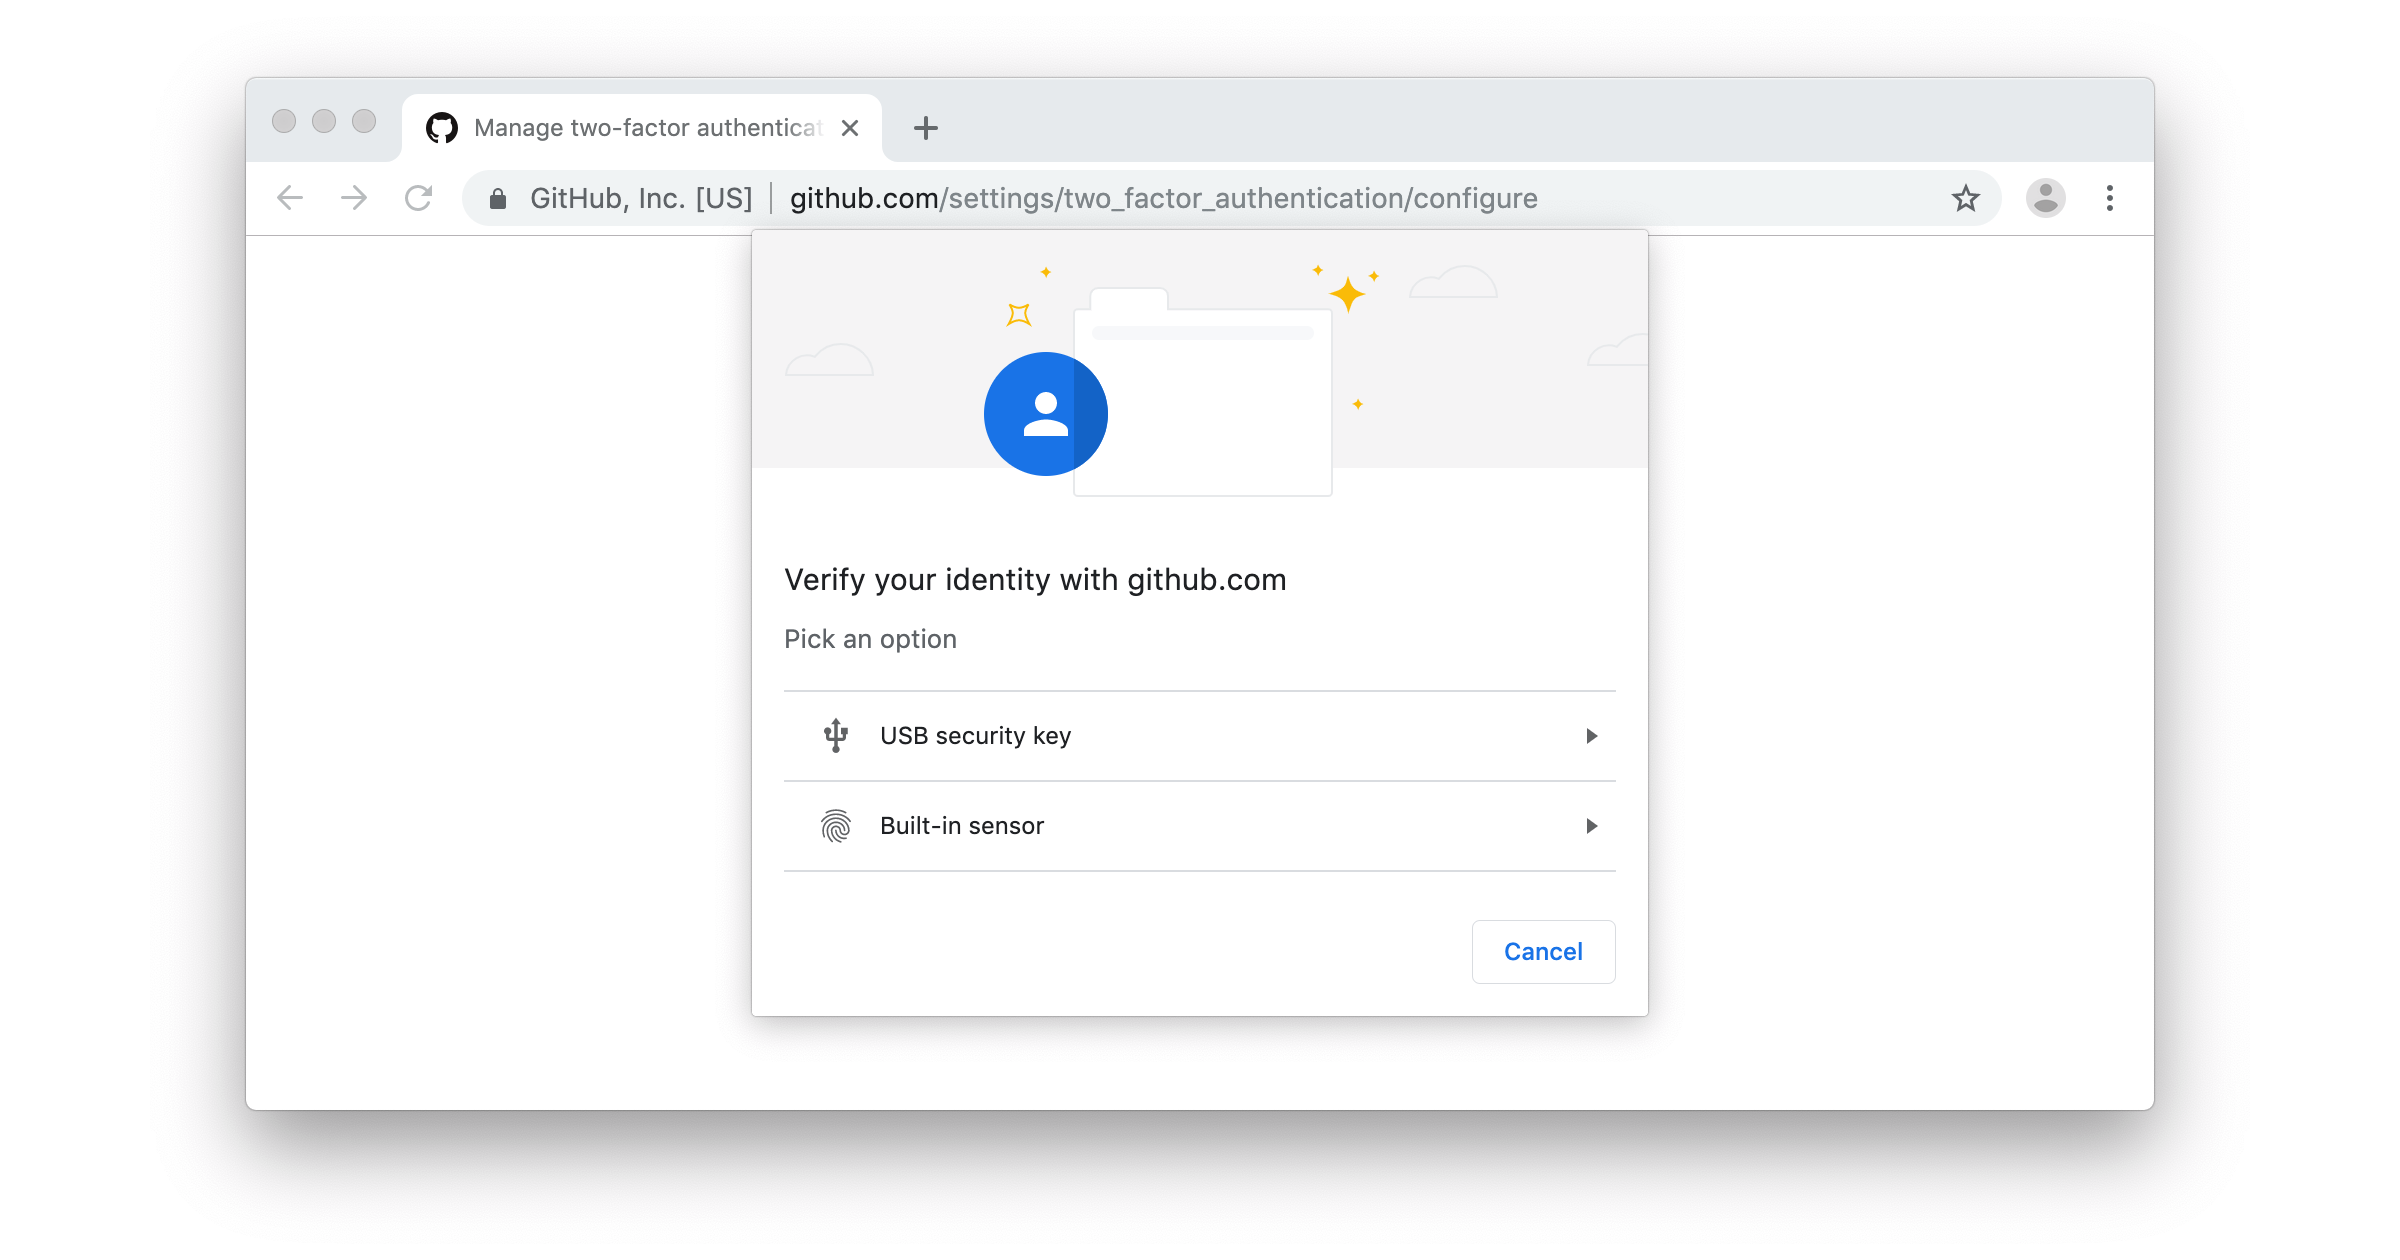 Manage two-factor authenticat
GitHub, Inc. [US] github.com/settings/two_factor_authentication/configure
Verify your identity with github.com
Pick an option
USB security key
Built-in sensor
Cancel